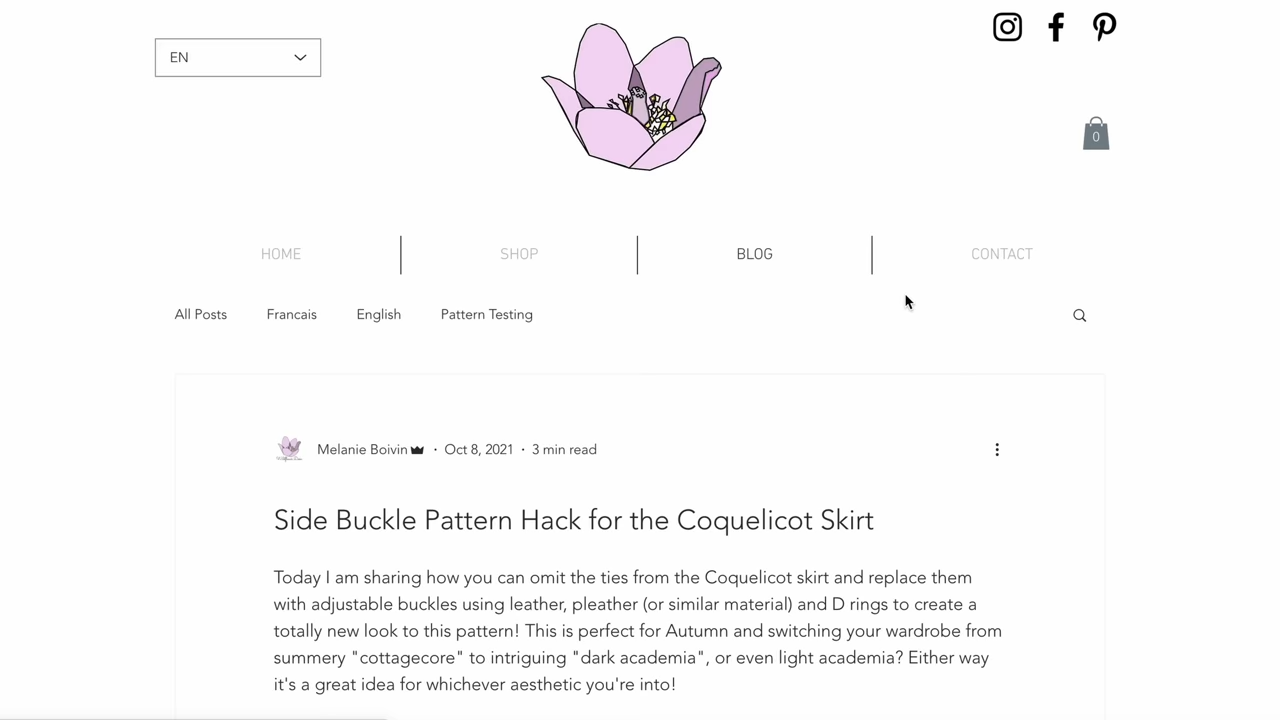 EN
0
HOME
SHOP
BLOG
CONTACT
All Posts
Francais
English
Pattern Testing
Melanie Boivin · Oct 8, 2021 · 3 min read
Side Buckle Pattern Hack for the Coquelicot Skirt
Today I am sharing how you can omit the ties from the Coquelicot skirt and replace them
with adjustable buckles using leather, pleather (or similar material) and D rings to create a
totally new look to this pattern! This is perfect for Autumn and switching your wardrobe from
summery "cottagecore" to intriguing "dark academia", or even light academia? Either way
it's a great idea for whichever aesthetic you're into!